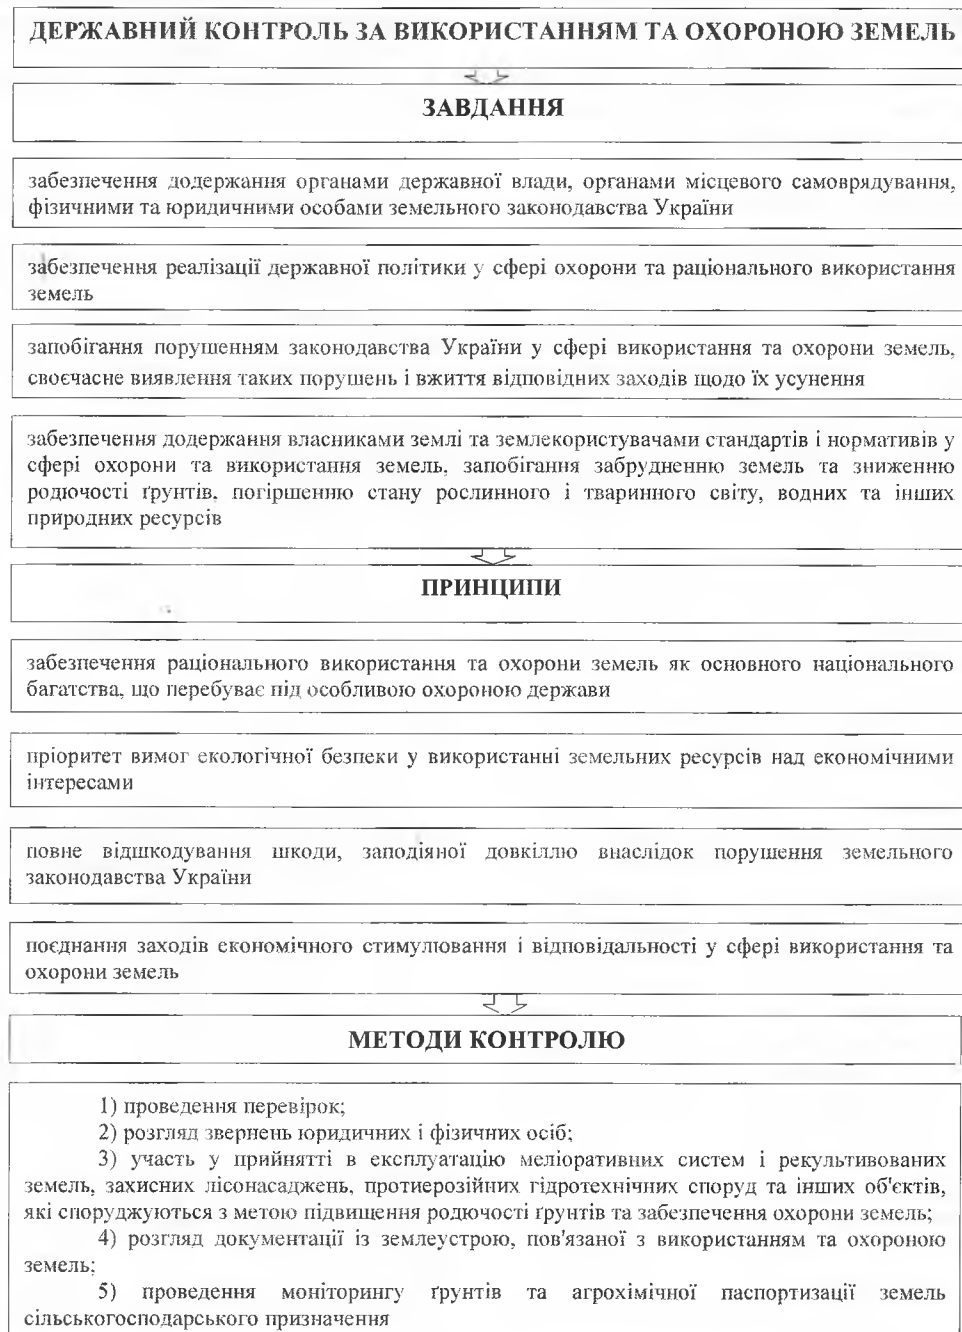 ДЕРЖАВНИЙ КОНТРОЛЬ ЗА ВИКОРИСТАННЯМ ТА ОХОРОНОЮ ЗЕМЕЛЬ
ЗАВДАННЯ
забезпечення додержання органами державної влади, органами місцевого самоврядування,
фізичними та юридичними особами земельного законодавства України
забезпечення реалізації державної політики у сфері охорони та раціонального використання
земель
запобігання порушенням законодавства України у сфері використання та охорони земель,
своєчасне виявлення таких порушень і вжиття відповідних заходів щодо їх усунення
забезпечення додержання власниками землі та землекористувачами стандартів і нормативів у
сфері охорони та використання земель, запобігання забрудненню земель та зниженню
родючості ґрунтів, погіршенню стану рослинного і тваринного світу, водних та інших
природних ресурсів
ПРИНЦИПИ
забезпечення раціонального використання та охорони земель як основного національного
багатства, що перебуває під особливою охороною держави
пріоритет вимог екологічної безпеки у використанні земельних ресурсів над економічними
інтересами
повне відшкодування шкоди, заподіяної довкіллю внаслідок порушення земельного
законодавства України
поєднання заходів економічного стимулювання і відповідальності у сфері використання та
охорони земель
МЕТОДИ КОНТРОЛЮ
1) проведення перевірок;
2) розгляд звернень юридичних і фізичних осіб;
3) участь у прийнятті в експлуатацію меліоративних систем і рекультивованих
земель, захисних лісонасаджень, протиерозійних гідротехнічних споруд та інших об'єктів,
які споруджуються з метою підвищення родючості ґрунтів та забезпечення охорони земель;
4) розгляд документації із землеустрою, пов'язаної з використанням та охороною
земель;
5) проведення моніторингу ґрунтів та агрохімічної паспортизації земель
сільськогосподарського призначення